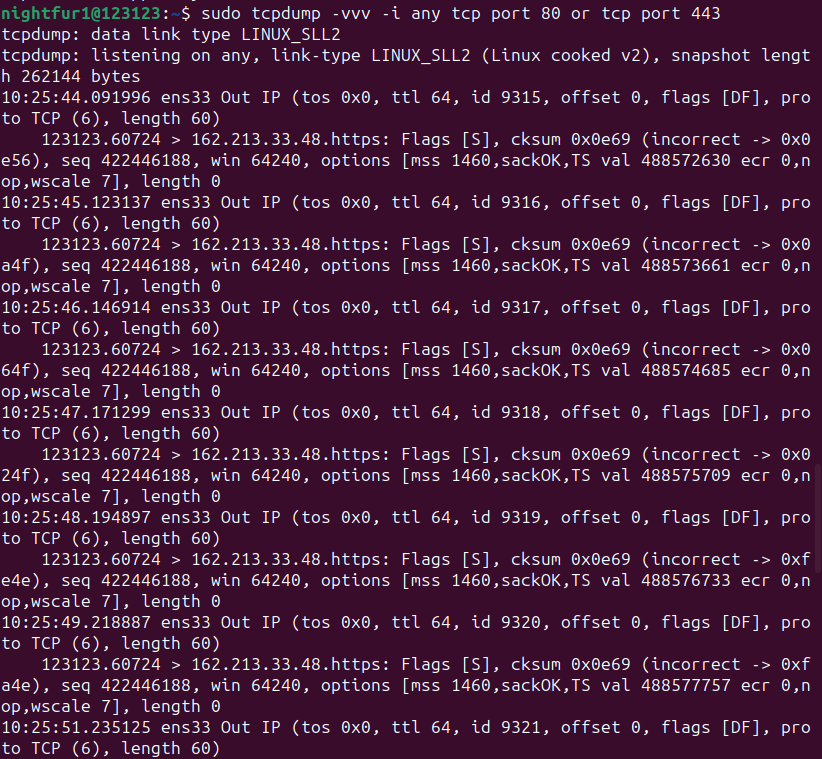 nightfur1@123123:~$ sudo tcpdump -vvv -i any tcp port 80 or tcp port 443
tcpdump: data link type LINUX_SLL2
tcpdump: listening on any, link-type LINUX_SLL2 (Linux cooked v2), snapshot lengt
h 262144 bytes
10:25:44.091996 ens33 Out IP (tos 0x0, ttl 64, id 9315, offset 0, flags [DF], pro
to TCP (6), length 60)
    123123.60724 > 162.213.33.48.https: Flags [S], cksum 0x0e69 (incorrect -> 0x0
e56), seq 422446188, win 64240, options [mss 1460,sackOK,TS val 488572630 ecr 0,n
op,wscale 7], length 0
10:25:45.123137 ens33 Out IP (tos 0x0, ttl 64, id 9316, offset 0, flags [DF], pro
to TCP (6), length 60)
    123123.60724 > 162.213.33.48.https: Flags [S], cksum 0x0e69 (incorrect -> 0x0
a4f), seq 422446188, win 64240, options [mss 1460,sackOK,TS val 488573661 ecr 0,n
op,wscale 7], length 0
10:25:46.146914 ens33 Out IP (tos 0x0, ttl 64, id 9317, offset 0, flags [DF], pro
to TCP (6), length 60)
    123123.60724 > 162.213.33.48.https: Flags [S], cksum 0x0e69 (incorrect -> 0x0
64f), seq 422446188, win 64240, options [mss 1460,sackOK,TS val 488574685 ecr 0,n
op,wscale 7], length 0
10:25:47.171299 ens33 Out IP (tos 0x0, ttl 64, id 9318, offset 0, flags [DF], pro
to TCP (6), length 60)
    123123.60724 > 162.213.33.48.https: Flags [S], cksum 0x0e69 (incorrect -> 0x0
24f), seq 422446188, win 64240, options [mss 1460,sackOK,TS val 488575709 ecr 0,n
op,wscale 7], length 0
10:25:48.194897 ens33 Out IP (tos 0x0, ttl 64, id 9319, offset 0, flags [DF], pro
to TCP (6), length 60)
    123123.60724 > 162.213.33.48.https: Flags [S], cksum 0x0e69 (incorrect -> 0xf
e4e), seq 422446188, win 64240, options [mss 1460,sackOK,TS val 488576733 ecr 0,n
op,wscale 7], length 0
10:25:49.218887 ens33 Out IP (tos 0x0, ttl 64, id 9320, offset 0, flags [DF], pro
to TCP (6), length 60)
    123123.60724 > 162.213.33.48.https: Flags [S], cksum 0x0e69 (incorrect -> 0xf
a4e), seq 422446188, win 64240, options [mss 1460,sackOK,TS val 488577757 ecr 0,n
op,wscale 7], length 0
10:25:51.235125 ens33 Out IP (tos 0x0, ttl 64, id 9321, offset 0, flags [DF], pro
to TCP (6), length 60)